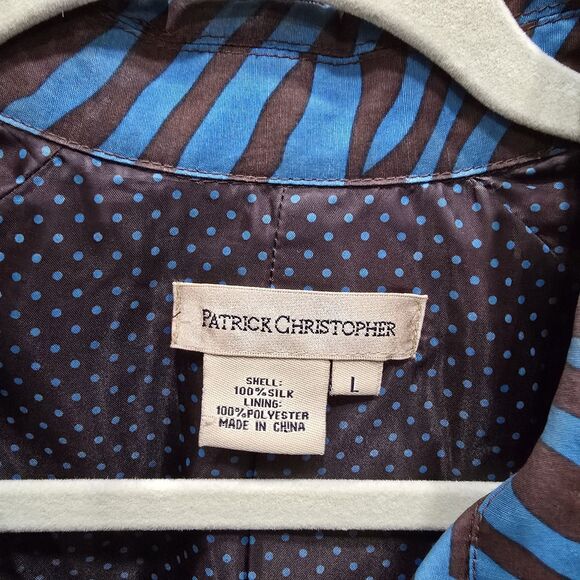 PATRICK CHRISTOPHER
L
SHELL:
100%SILK
LINING:
100%POLYESTER
MADE IN CHINA